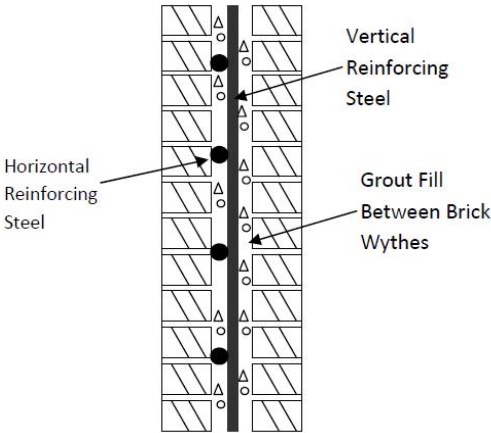 Vertical
Reinforcing
Steel
Horizontal
Reinforcing
Steel
Grout Fill
Between Brick
Wythes